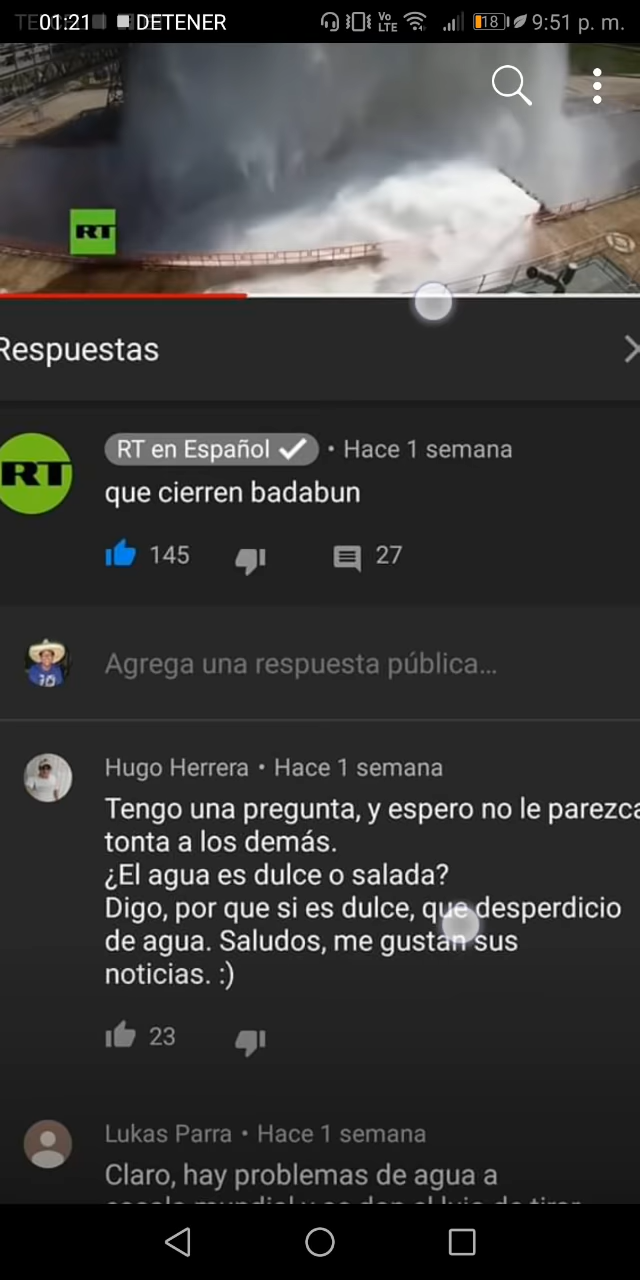 01:21 DETENER Vo LTE 18 9:51 p. m.
RT
Respuestas
RT
RT en Español • Hace 1 semana
que cierren badabun
145 27
Agrega una respuesta pública...
Hugo Herrera • Hace 1 semana
Tengo una pregunta, y espero no le parezca
tonta a los demás.
¿El agua es dulce o salada?
Digo, por que si es dulce, que desperdicio
de agua. Saludos, me gustan sus
noticias. :)
23
Lukas Parra • Hace 1 semana
Claro, hay problemas de agua a